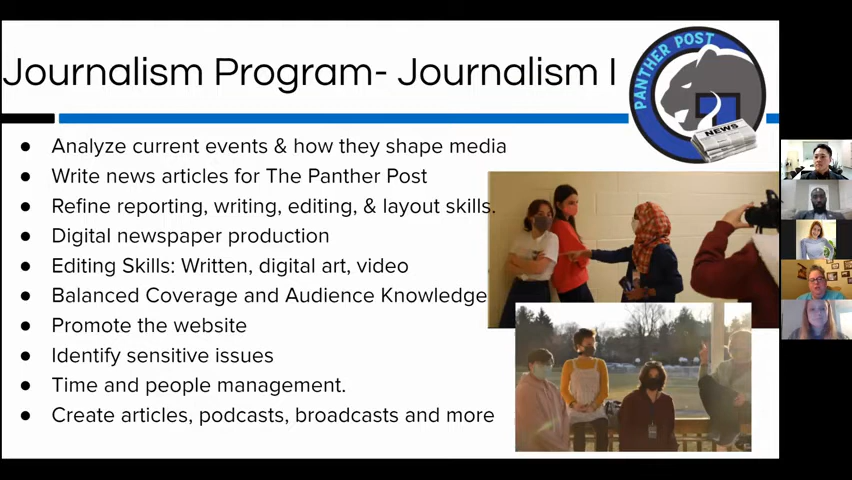 Journalism Program- Journalism I
PANTHER POST
NEWS
● Analyze current events & how they shape media
● Write news articles for The Panther Post
● Refine reporting, writing, editing, & layout skills.
● Digital newspaper production
● Editing Skills: Written, digital art, video
● Balanced Coverage and Audience Knowledge
● Promote the website
● Identify sensitive issues
● Time and people management.
● Create articles, podcasts, broadcasts and more